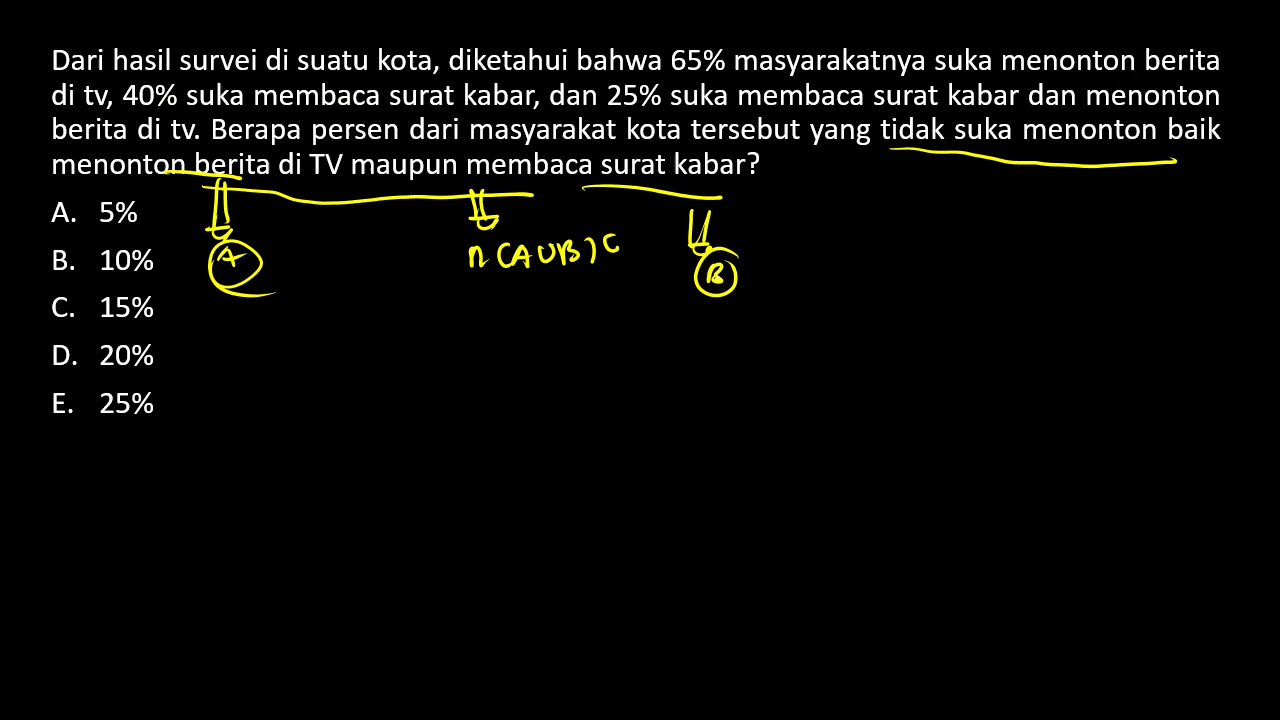 Dari hasil survei di suatu kota, diketahui bahwa 65% masyarakatnya suka menonton berita
di tv, 40% suka membaca surat kabar, dan 25% suka membaca surat kabar dan menonton
berita di tv. Berapa persen dari masyarakat kota tersebut yang tidak suka menonton baik
menonton berita di TV maupun membaca surat kabar?
A. 5%
B. 10%
C. 15%
D. 20%
E. 25%
A
n(A∪B)c
B